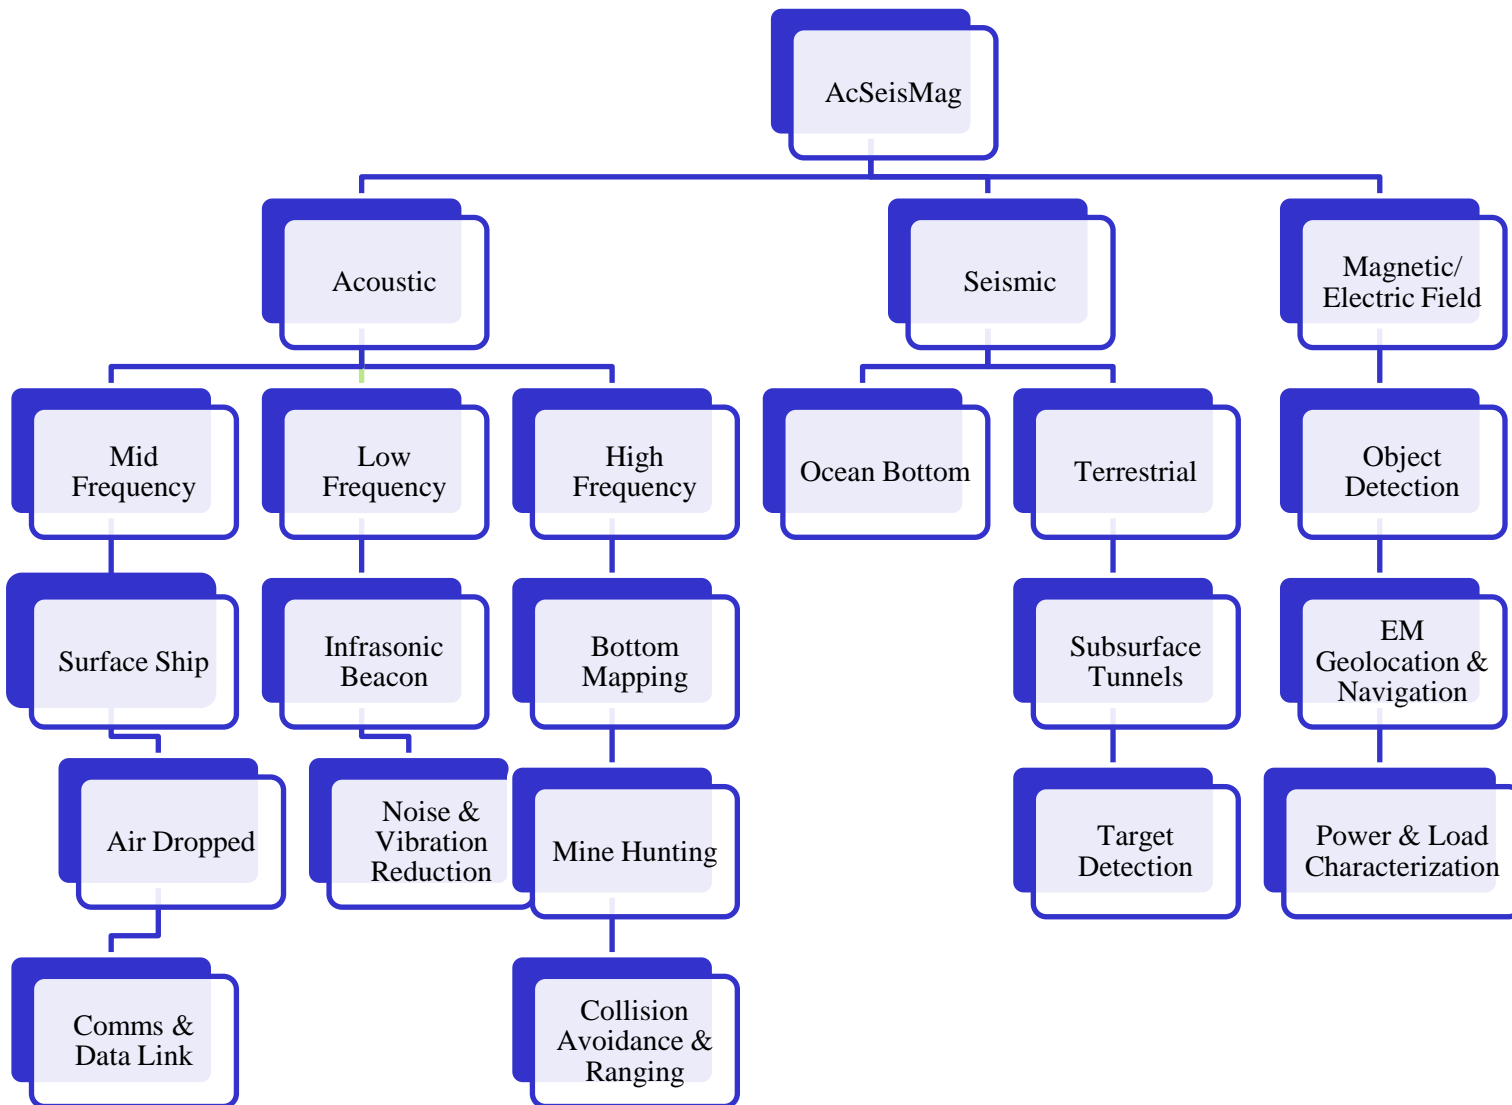 AcSeisMag
Acoustic
Seismic
Magnetic/
Electric Field
Mid
Frequency
Low
Frequency
High
Frequency
Ocean Bottom
Terrestrial
Object
Detection
Surface Ship
Infrasonic
Beacon
Bottom
Mapping
Subsurface
Tunnels
EM
Geolocation &
Navigation
Air Dropped
Noise &
Vibration
Reduction
Mine Hunting
Target
Detection
Power & Load
Characterization
Comms &
Data Link
Collision
Avoidance &
Ranging